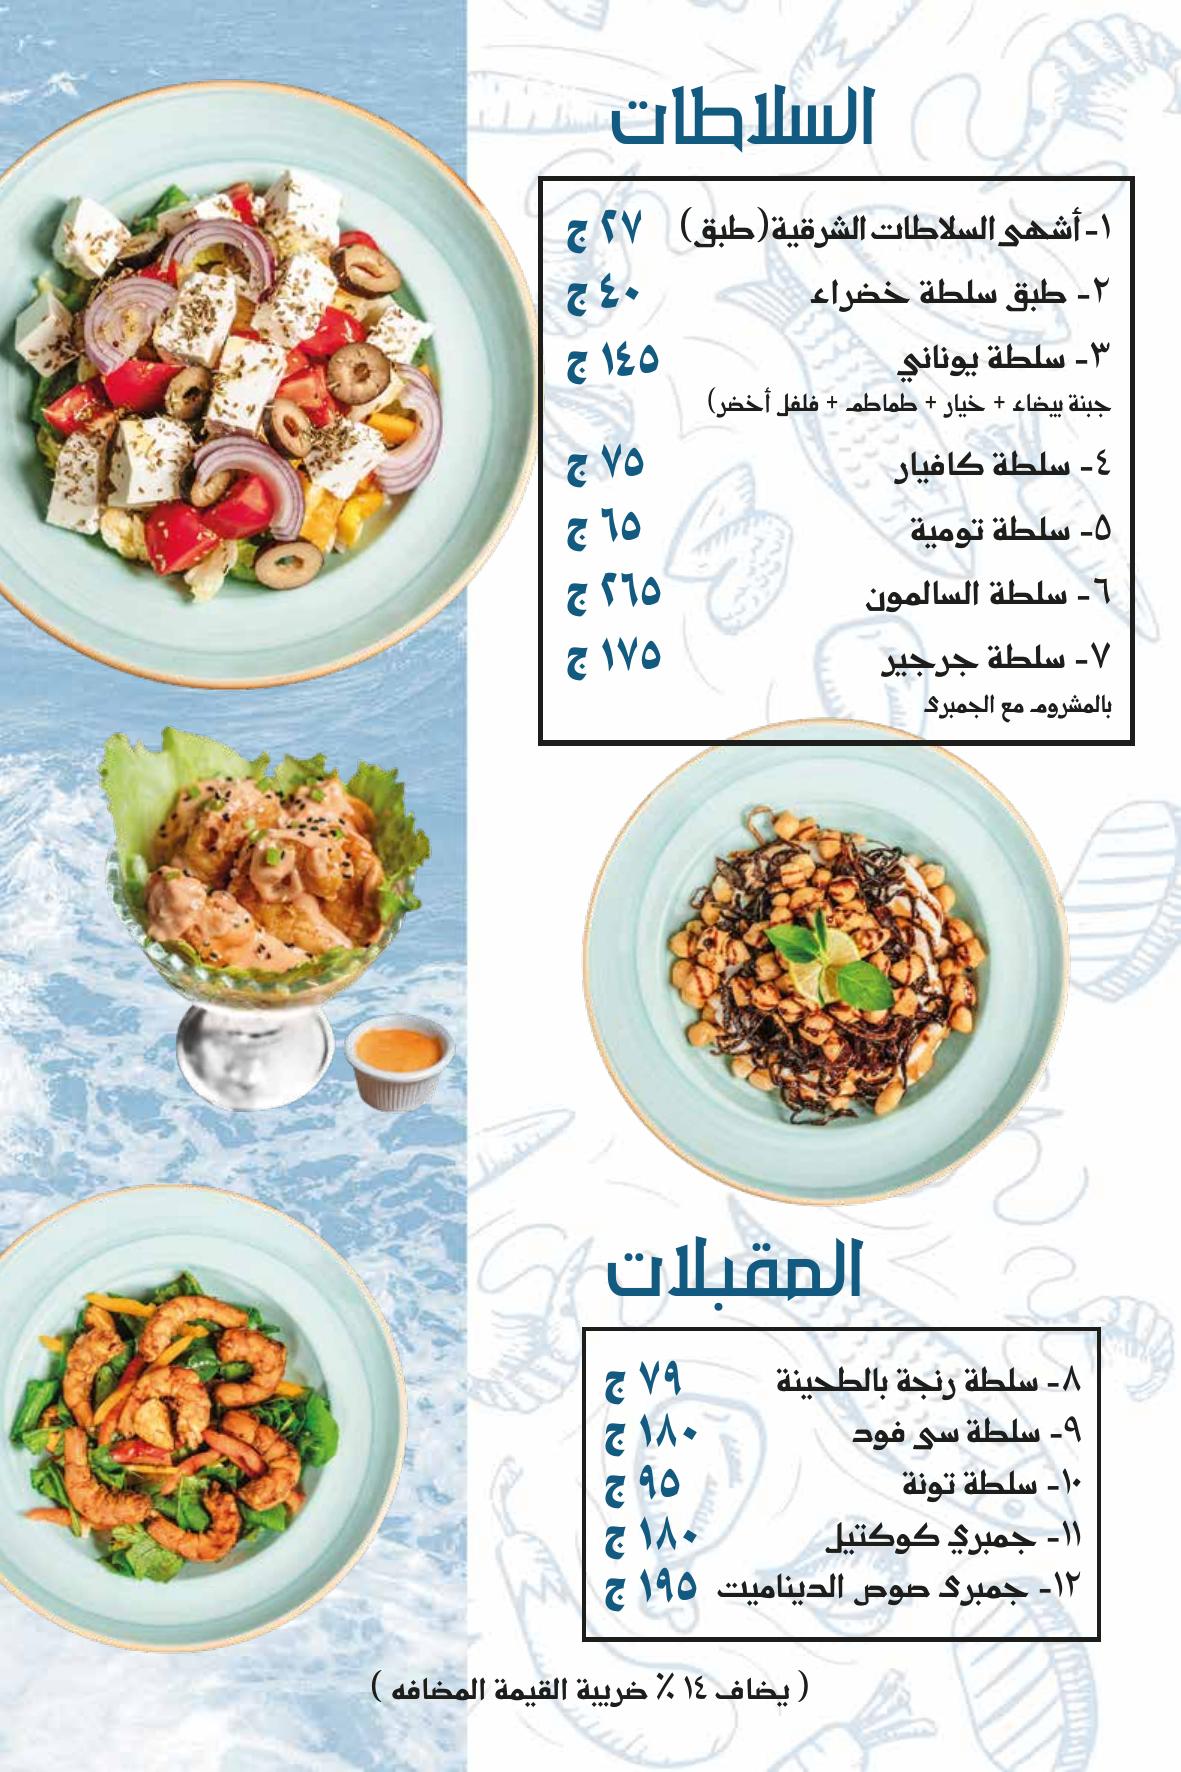 السلاطات
١- أشهى السلاطات الشرقية (طبق) ٢٧ ج
٢- طبق سلطة خضراء ٤٠ ج
٣- سلطة يوناني ١٤٥ ج
جبنة بيضاء + خيار + طماطم + فلفل أخضر)
٤- سلطة كافيار ٧٥ ج
٥- سلطة تومية ٦٥ ج
٦- سلطة السالمون ٢٦٥ ج
٧- سلطة جرجير ١٧٥ ج
بالمشروم مع الجمبرى
المقبلات
٨- سلطة رنجة بالطحينة ٧٩ ج
٩- سلطة سى فود ١٨٠ ج
١٠- سلطة تونة ٩٥ ج
١١- جمبري كوكتيل ١٨٠ ج
١٢- جمبرى صوص الديناميت ١٩٥ ج
( يضاف ١٤ ٪ ضريبة القيمة المضافه )